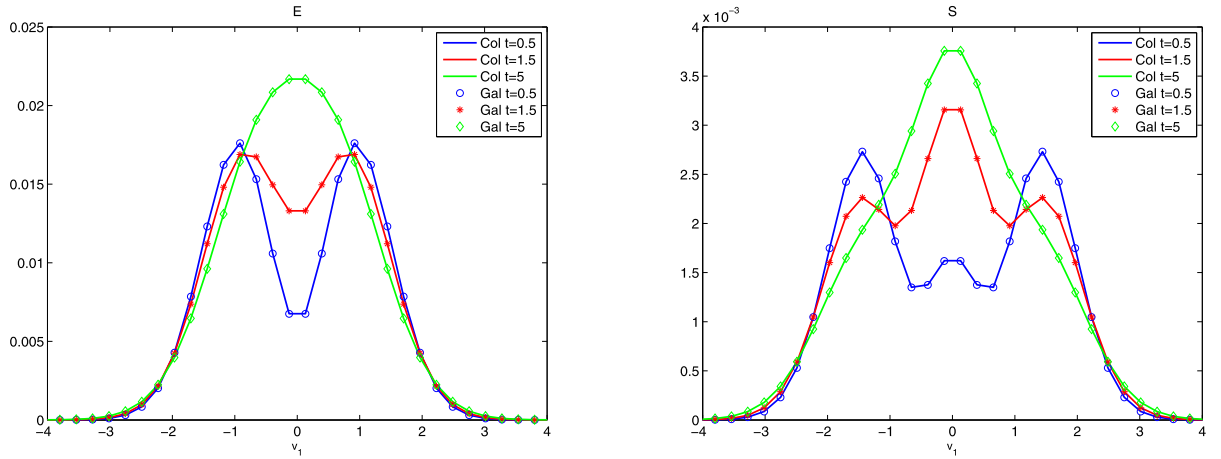 E
0.025
0.02
0.015
0.01
0.005
0
−4 −3 −2 −1 0 1 2 3 4
v₁
Col t=0.5
Col t=1.5
Col t=5
Gal t=0.5
Gal t=1.5
Gal t=5
S
x 10⁻³
4
3.5
3
2.5
2
1.5
1
0.5
0
−4 −3 −2 −1 0 1 2 3 4
v₁
Col t=0.5
Col t=1.5
Col t=5
Gal t=0.5
Gal t=1.5
Gal t=5